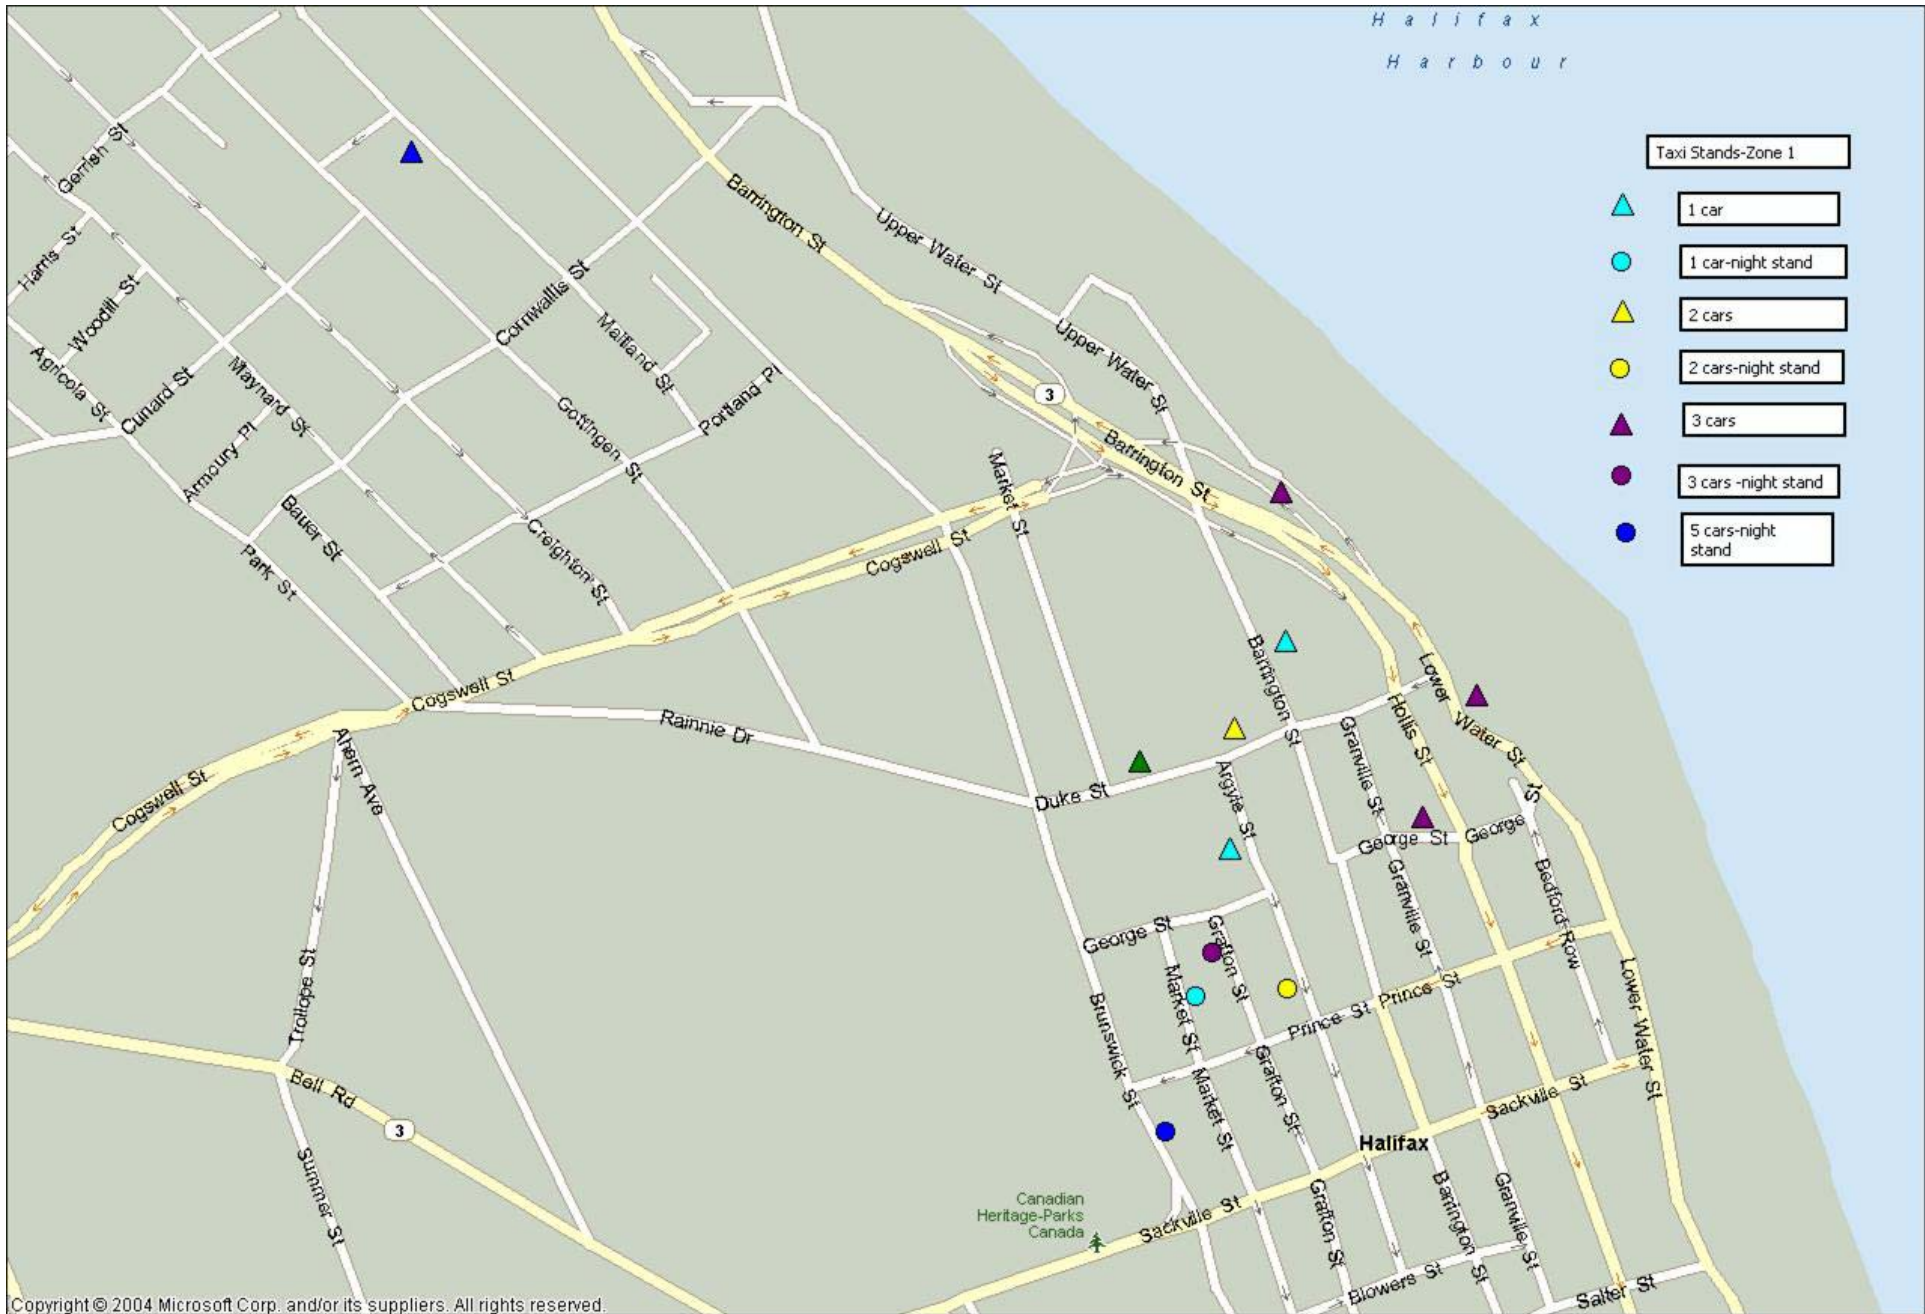 Halifax
Harbour
Taxi Stands-Zone 1
1 car
1 car-night stand
2 cars
2 cars-night stand
3 cars
3 cars -night stand
5 cars-night
stand
Gerrish St
Harris St
Woodill St
Agricola St
Cunard St
Maynard St
Armoury Pl
Bauer St
Park St
Creighton St
Gottingen St
Cornwallis St
Maitland St
Portland Pl
Barrington St
Upper Water St
Upper Water St
3
Barrington St
Market St
Cogswell St
Cogswell St
Cogswell St
Rainnie Dr
Ahern Ave
Trollope St
Bell Rd
3
Summer St
Duke St
Argyle St
Barrington St
Granville St
Hollis St
Lower Water St
George St
George St
Granville St
Bedford Row
George St
Grafton St
Market St
Brunswick St
Prince St
Prince St
Lower Water St
Grafton St
Market St
Sackville St
Halifax
Sackville St
Grafton St
Barrington St
Granville St
Blowers St
Salter St
Canadian
Heritage-Parks
Canada
Copyright © 2004 Microsoft Corp. and/or its suppliers. All rights reserved.